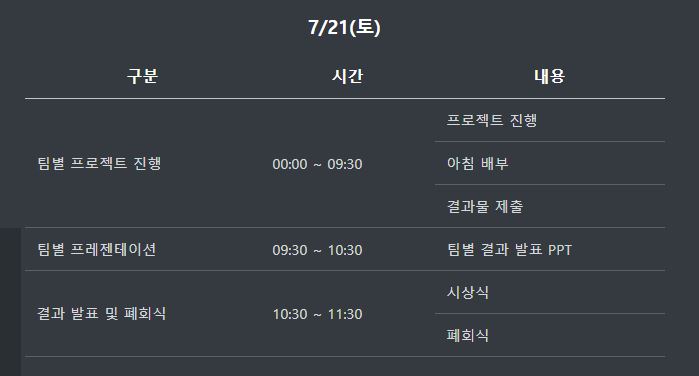 7/21(토)
구분 시간 내용
프로젝트 진행
팀별 프로젝트 진행 00:00 ~ 09:30 아침 배부
결과물 제출
팀별 프레젠테이션 09:30 ~ 10:30 팀별 결과 발표 PPT
시상식
결과 발표 및 폐회식 10:30 ~ 11:30
폐회식